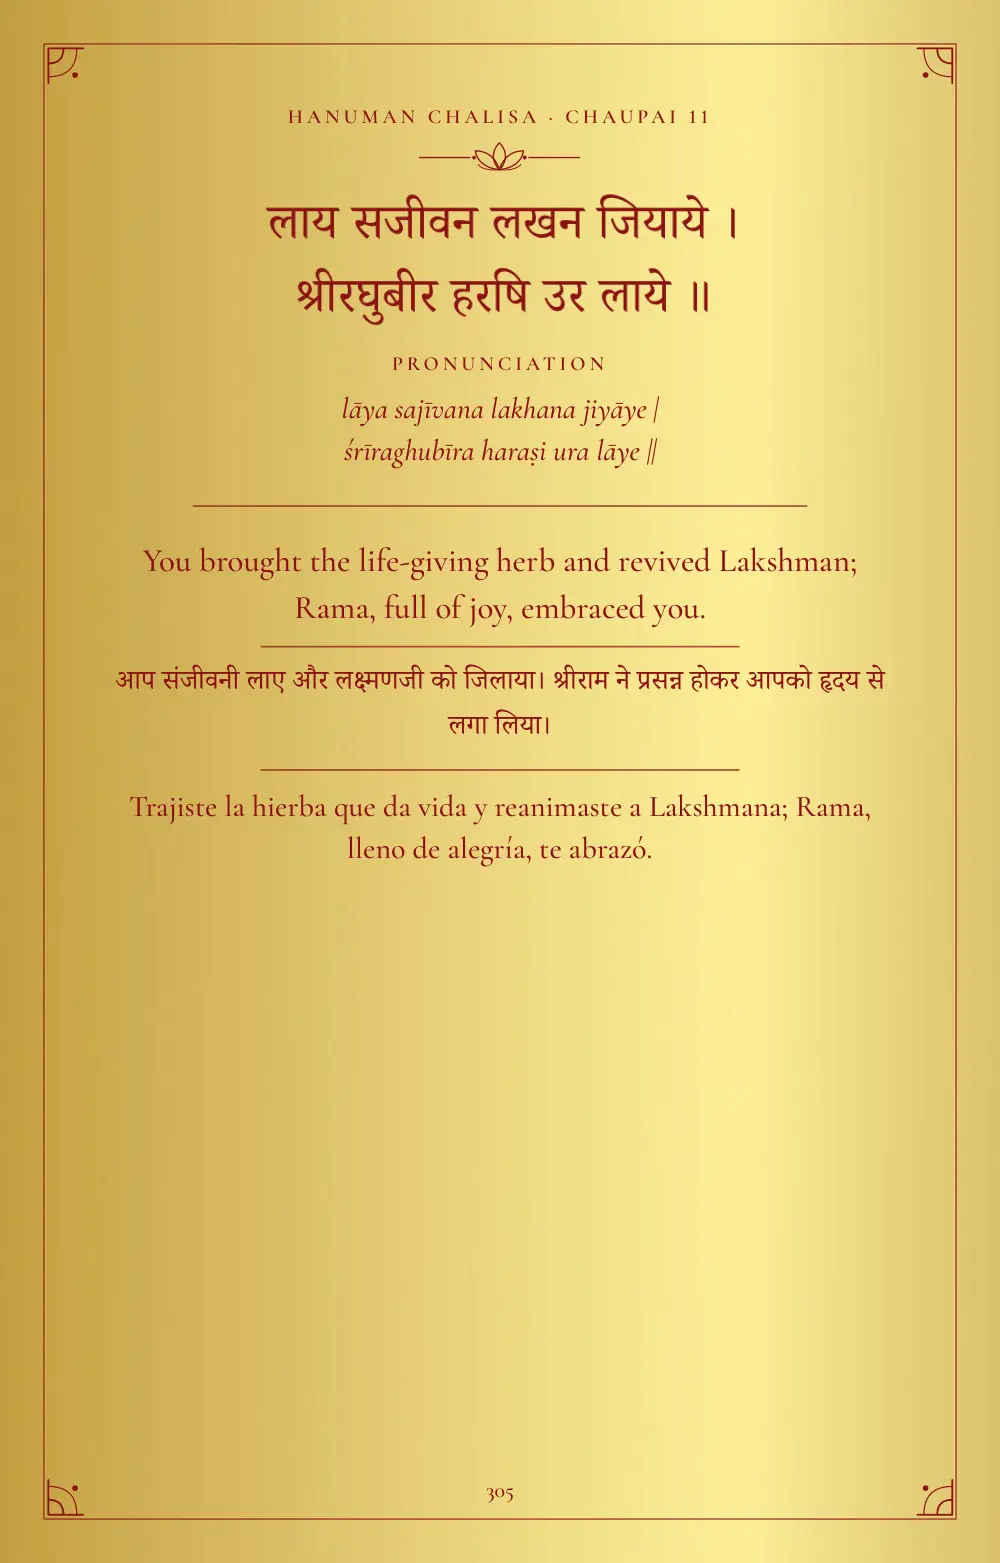 HANUMAN CHALISA · CHAUPAI 11
लाय सजीवन लखन जियाये ।
श्रीरघुबीर हरषि उर लाये ॥
PRONUNCIATION
lāya sajīvana lakhana jiyāye |
śrīraghubīra haraṣi ura lāye ||
You brought the life-giving herb and revived Lakshman;
Rama, full of joy, embraced you.
आप संजीवनी लाए और लक्ष्मणजी को जिलाया। श्रीराम ने प्रसन्न होकर आपको हृदय से
लगा लिया।
Trajiste la hierba que da vida y reanimaste a Lakshmana; Rama,
lleno de alegría, te abrazó.
305